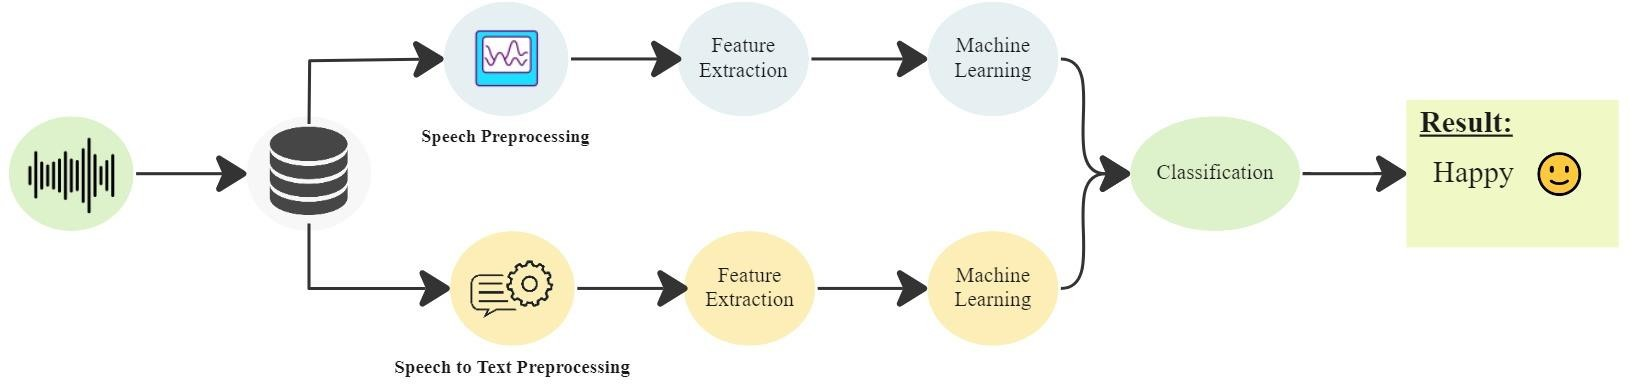 Feature
Extraction
Machine
Learning
Speech Preprocessing
Classification
Result:
Happy
Feature
Extraction
Machine
Learning
Speech to Text Preprocessing